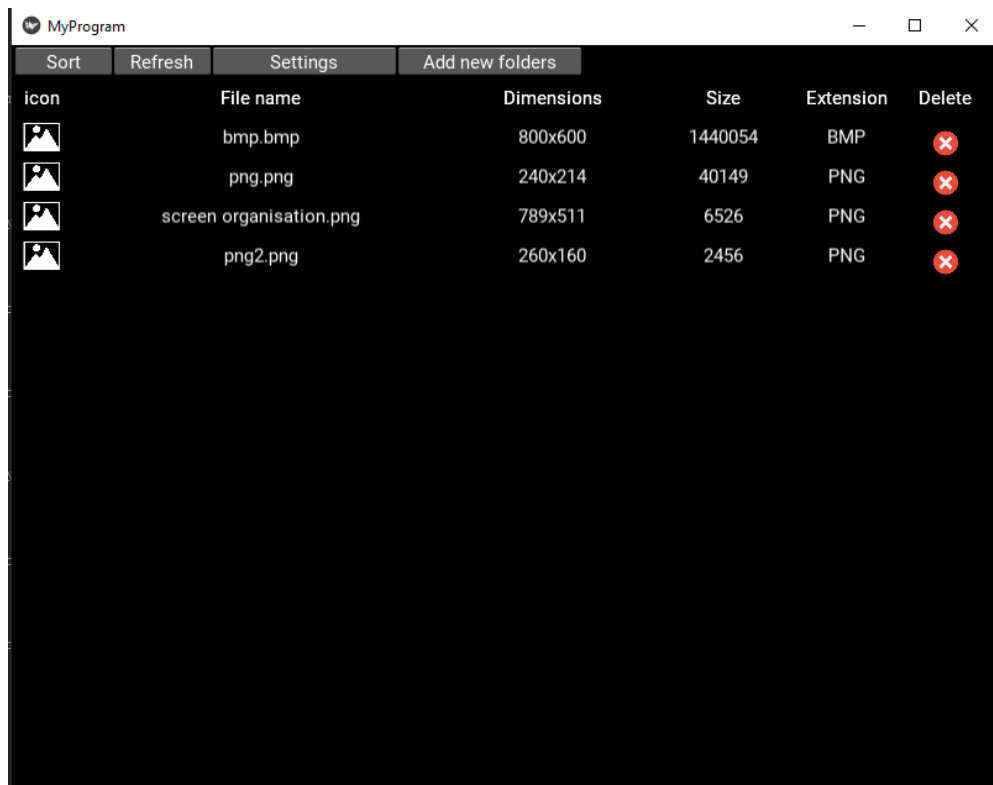 MyProgram
Sort Refresh Settings Add new folders
icon File name Dimensions Size Extension Delete
bmp.bmp 800x600 1440054 BMP
png.png 240x214 40149 PNG
screen organisation.png 789x511 6526 PNG
png2.png 260x160 2456 PNG